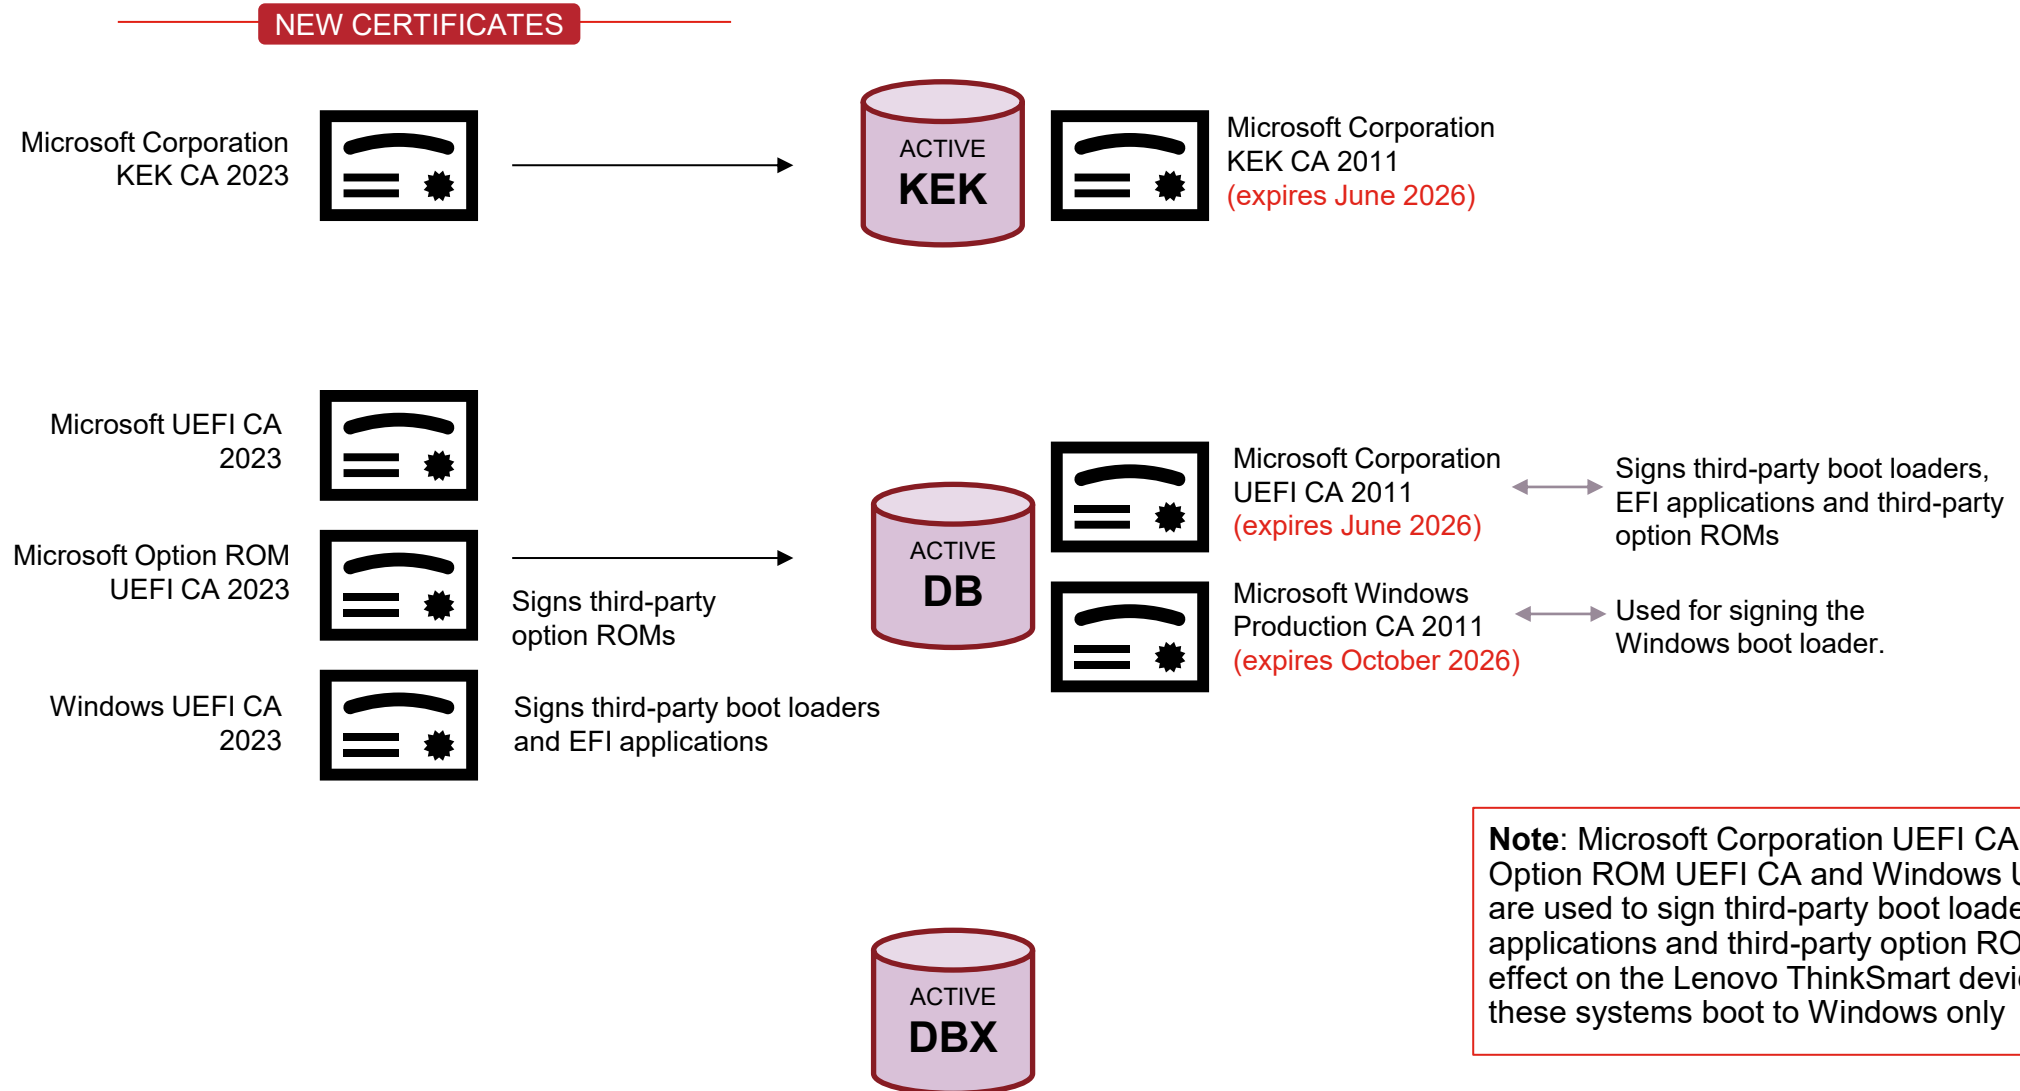 NEW CERTIFICATES
Microsoft Corporation
KEK CA 2023
ACTIVE
KEK
Microsoft Corporation
KEK CA 2011
(expires June 2026)
Microsoft UEFI CA
2023
Microsoft Option ROM
UEFI CA 2023
Signs third-party
option ROMs
Windows UEFI CA
2023
Signs third-party boot loaders
and EFI applications
ACTIVE
DB
Microsoft Corporation
UEFI CA 2011
(expires June 2026)
Signs third-party boot loaders,
EFI applications and third-party
option ROMs
Microsoft Windows
Production CA 2011
(expires October 2026)
Used for signing the
Windows boot loader.
Note: Microsoft Corporation UEFI CA
Option ROM UEFI CA and Windows
are used to sign third-party boot
applications and third-party option
effect on the Lenovo ThinkSmart
these systems boot to Windows only
ACTIVE
DBX